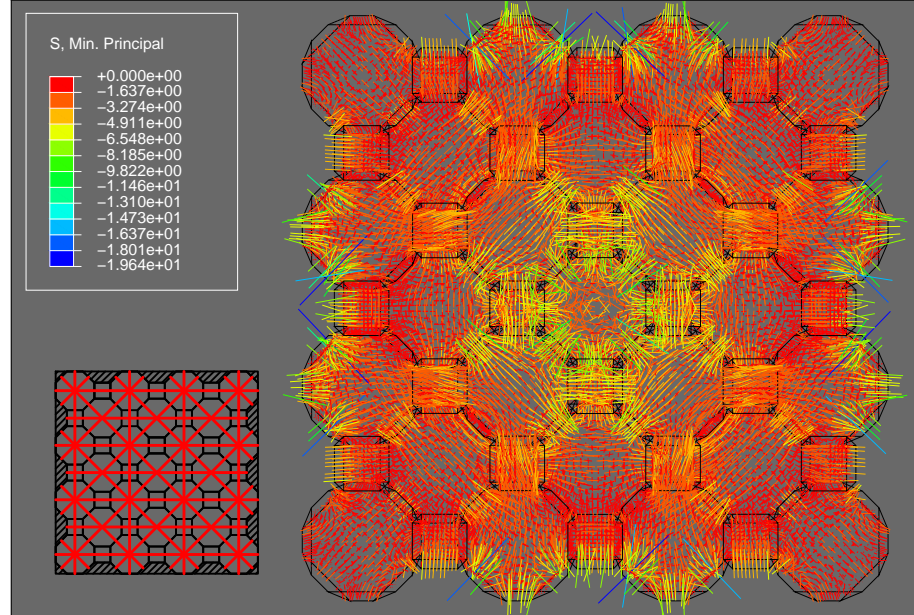 S, Min. Principal
+0.000e+00
−1.637e+00
−3.274e+00
−4.911e+00
−6.548e+00
−8.185e+00
−9.822e+00
−1.146e+01
−1.310e+01
−1.473e+01
−1.637e+01
−1.801e+01
−1.964e+01